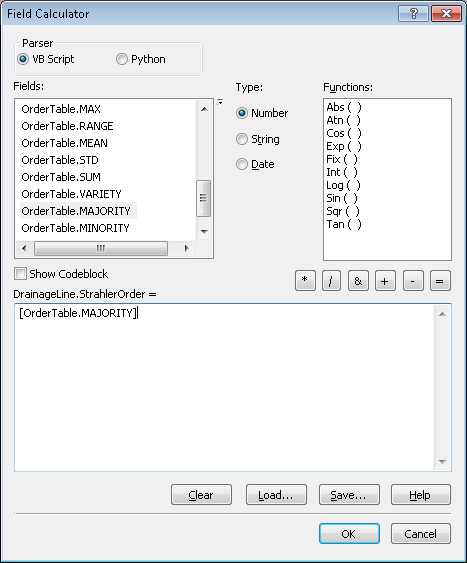 Field Calculator
Parser
VB Script
Python
Fields:
Type:
Functions:
OrderTable.MAX
OrderTable.RANGE
OrderTable.MEAN
OrderTable.STD
OrderTable.SUM
OrderTable.VARIETY
OrderTable.MAJORITY
OrderTable.MINORITY
Number
String
Date
Abs ( )
Atn ( )
Cos ( )
Exp ( )
Fix ( )
Int ( )
Log ( )
Sin ( )
Sqr ( )
Tan ( )
Show Codeblock
* / & + - =
DrainageLine.StrahlerOrder =
[OrderTable.MAJORITY]
Clear
Load...
Save...
Help
OK
Cancel